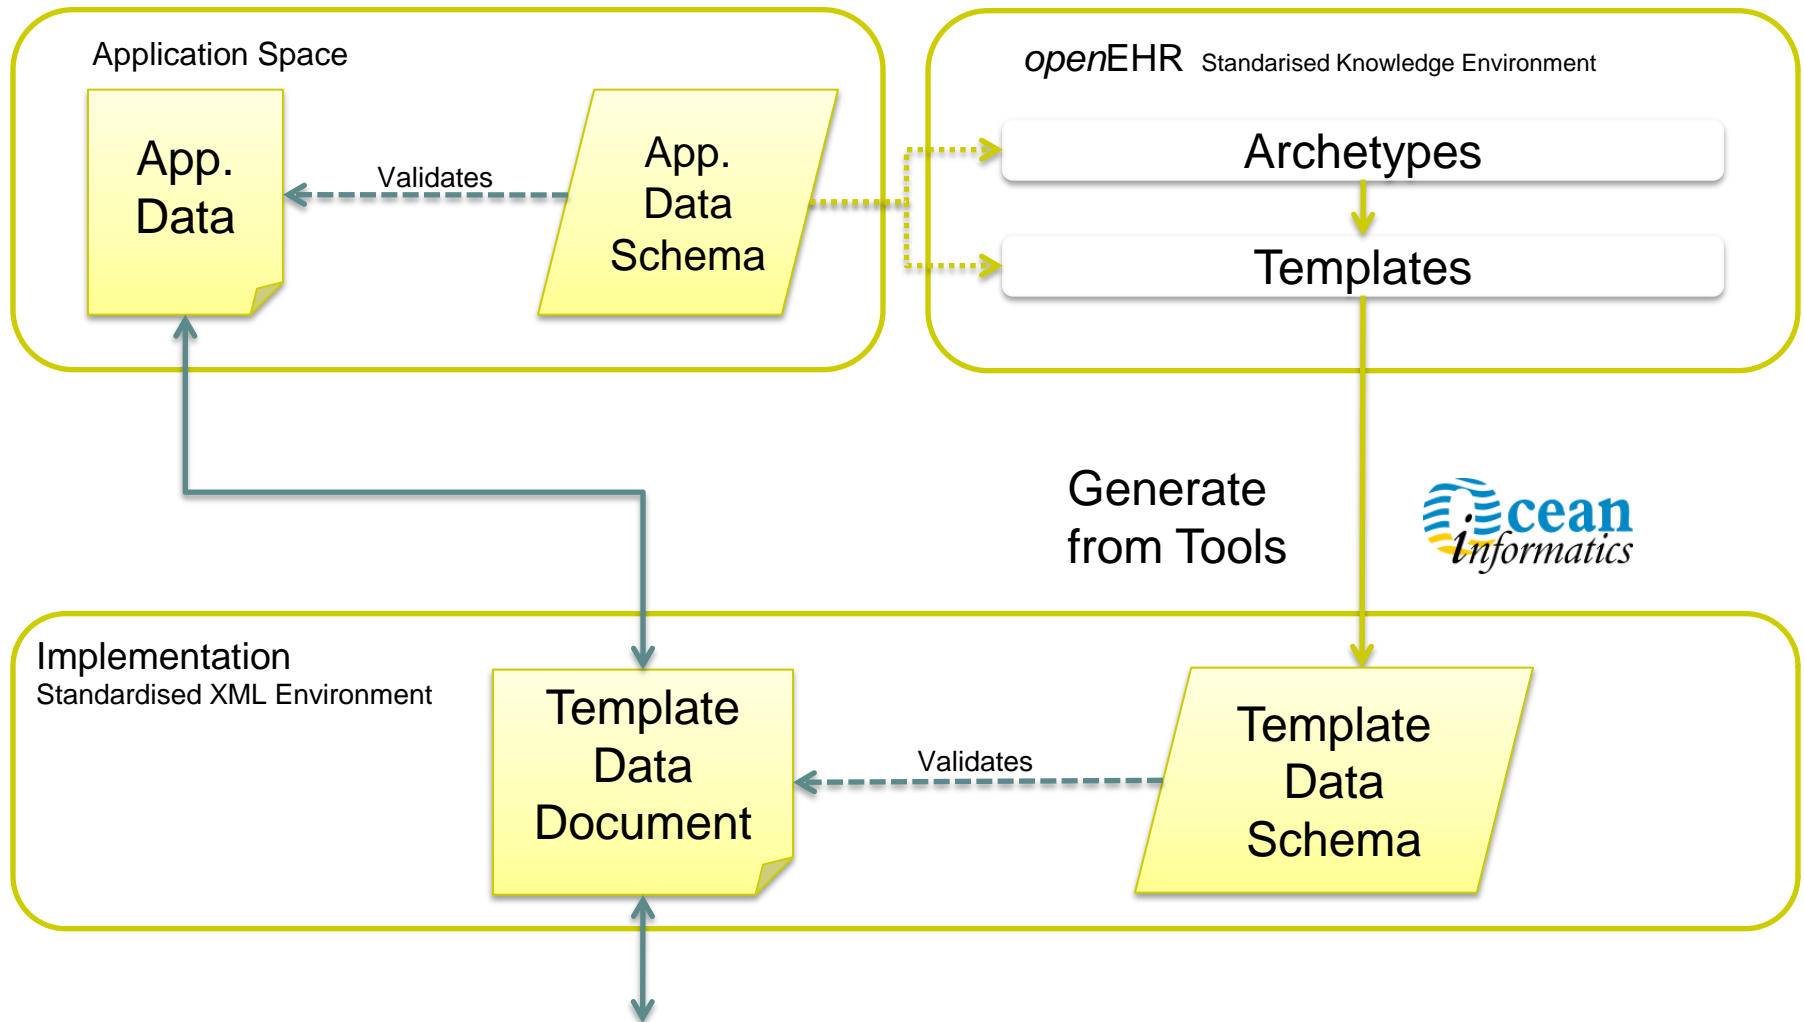 Application Space
App.
Data
Validates
App.
Data
Schema
openEHR Standarised Knowledge Environment
Archetypes
Templates
Generate
from Tools
Ocean
informatics
Implementation
Standardised XML Environment
Template
Data
Document
Validates
Template
Data
Schema